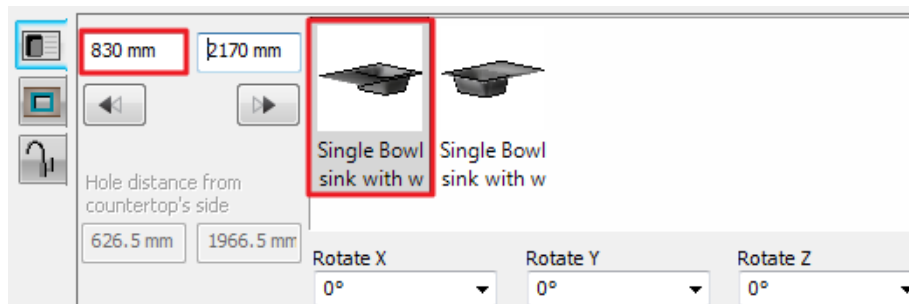 830 mm 2170 mm
Single Bowl Single Bowl
sink with w sink with w
Hole distance from
countertop's side
626.5 mm 1966.5 mm
Rotate X Rotate Y Rotate Z
0° 0° 0°